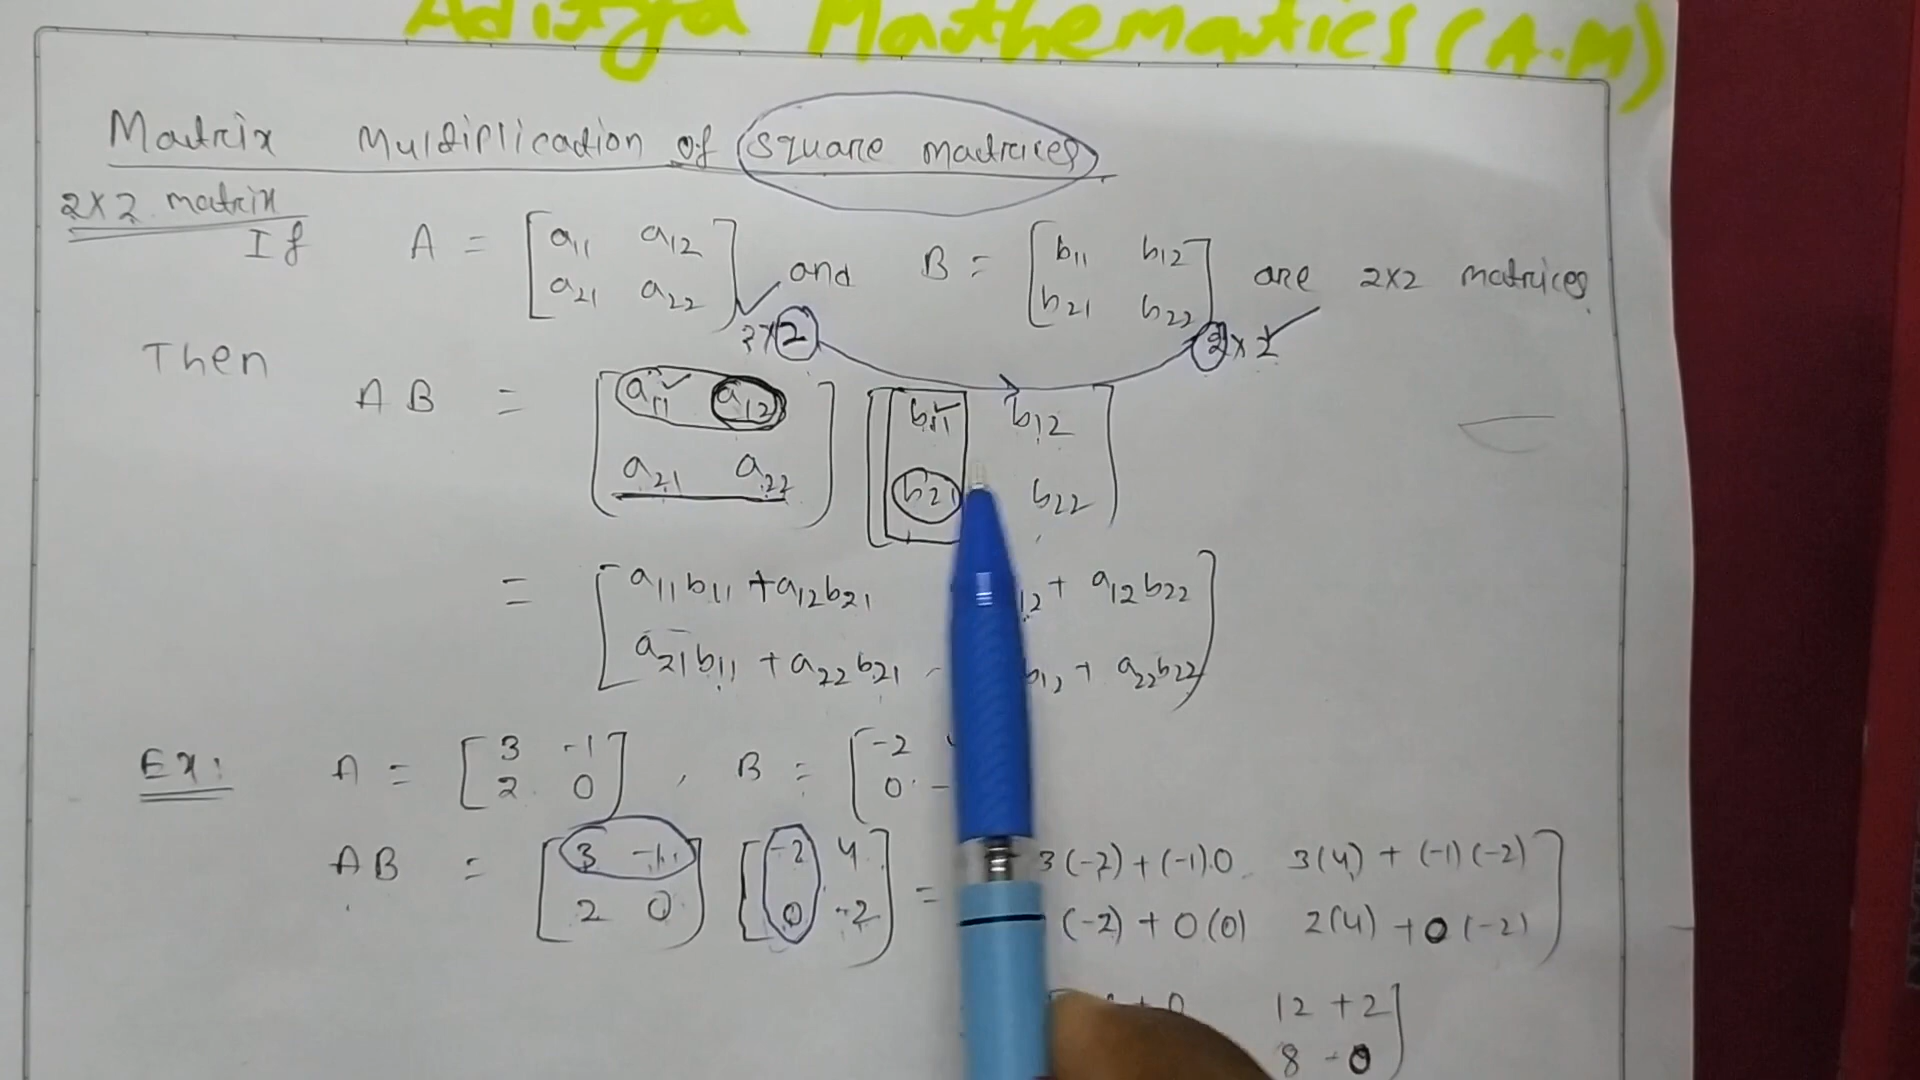 Aditya Mathematics (A.M)
Matrix Multiplication of square matrices
2x2 matrix
If A = [a11 a12 and B = [b11 b12 are 2x2 matrices
a21 a22] b21 b22]
2x2
Then
AB = [a11 a12 [b11 b12
a21 a22] b21 b22]
= [a11b11 + a12b21 12 + a12b22
a21b11 + a22b21 b12 + a22b22]
Ex: A = [3 -1 , B = [-2
2 0] 0
AB = [3 -1 [-2 4 = 3(-2) + (-1).0 3(4) + (-1)(-2)
2 0] 0 -2] (-2) + 0(0) 2(4) + 0(-2)]
+ 0 12 + 2
8 - 0]